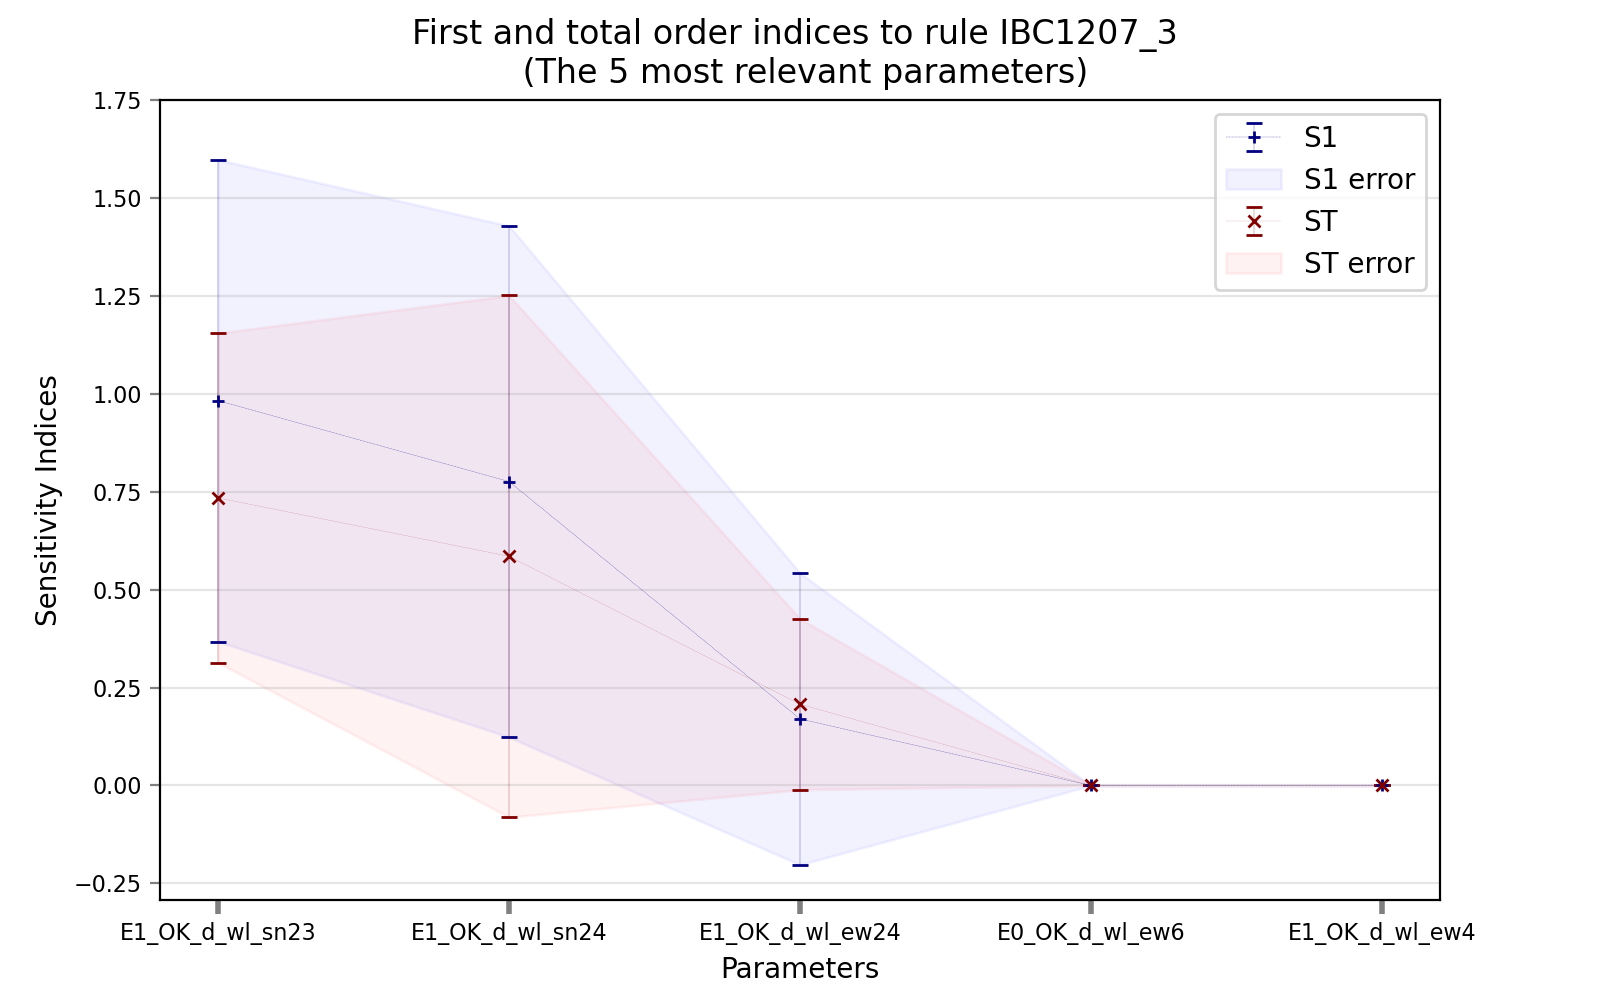 First and total order indices to rule IBC1207_3
(The 5 most relevant parameters)
1.75
1.50
1.25
1.00
0.75
0.50
0.25
0.00
−0.25
Sensitivity Indices
S1
S1 error
ST
ST error
E1_OK_d_wl_sn23
E1_OK_d_wl_sn24
E1_OK_d_wl_ew24
E0_OK_d_wl_ew6
E1_OK_d_wl_ew4
Parameters